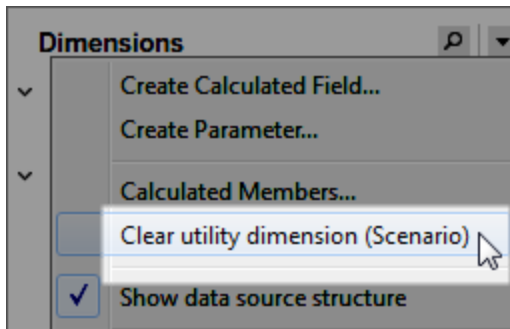 Dimensions
Create Calculated Field...
Create Parameter...
Calculated Members...
Clear utility dimension (Scenario)
Show data source structure